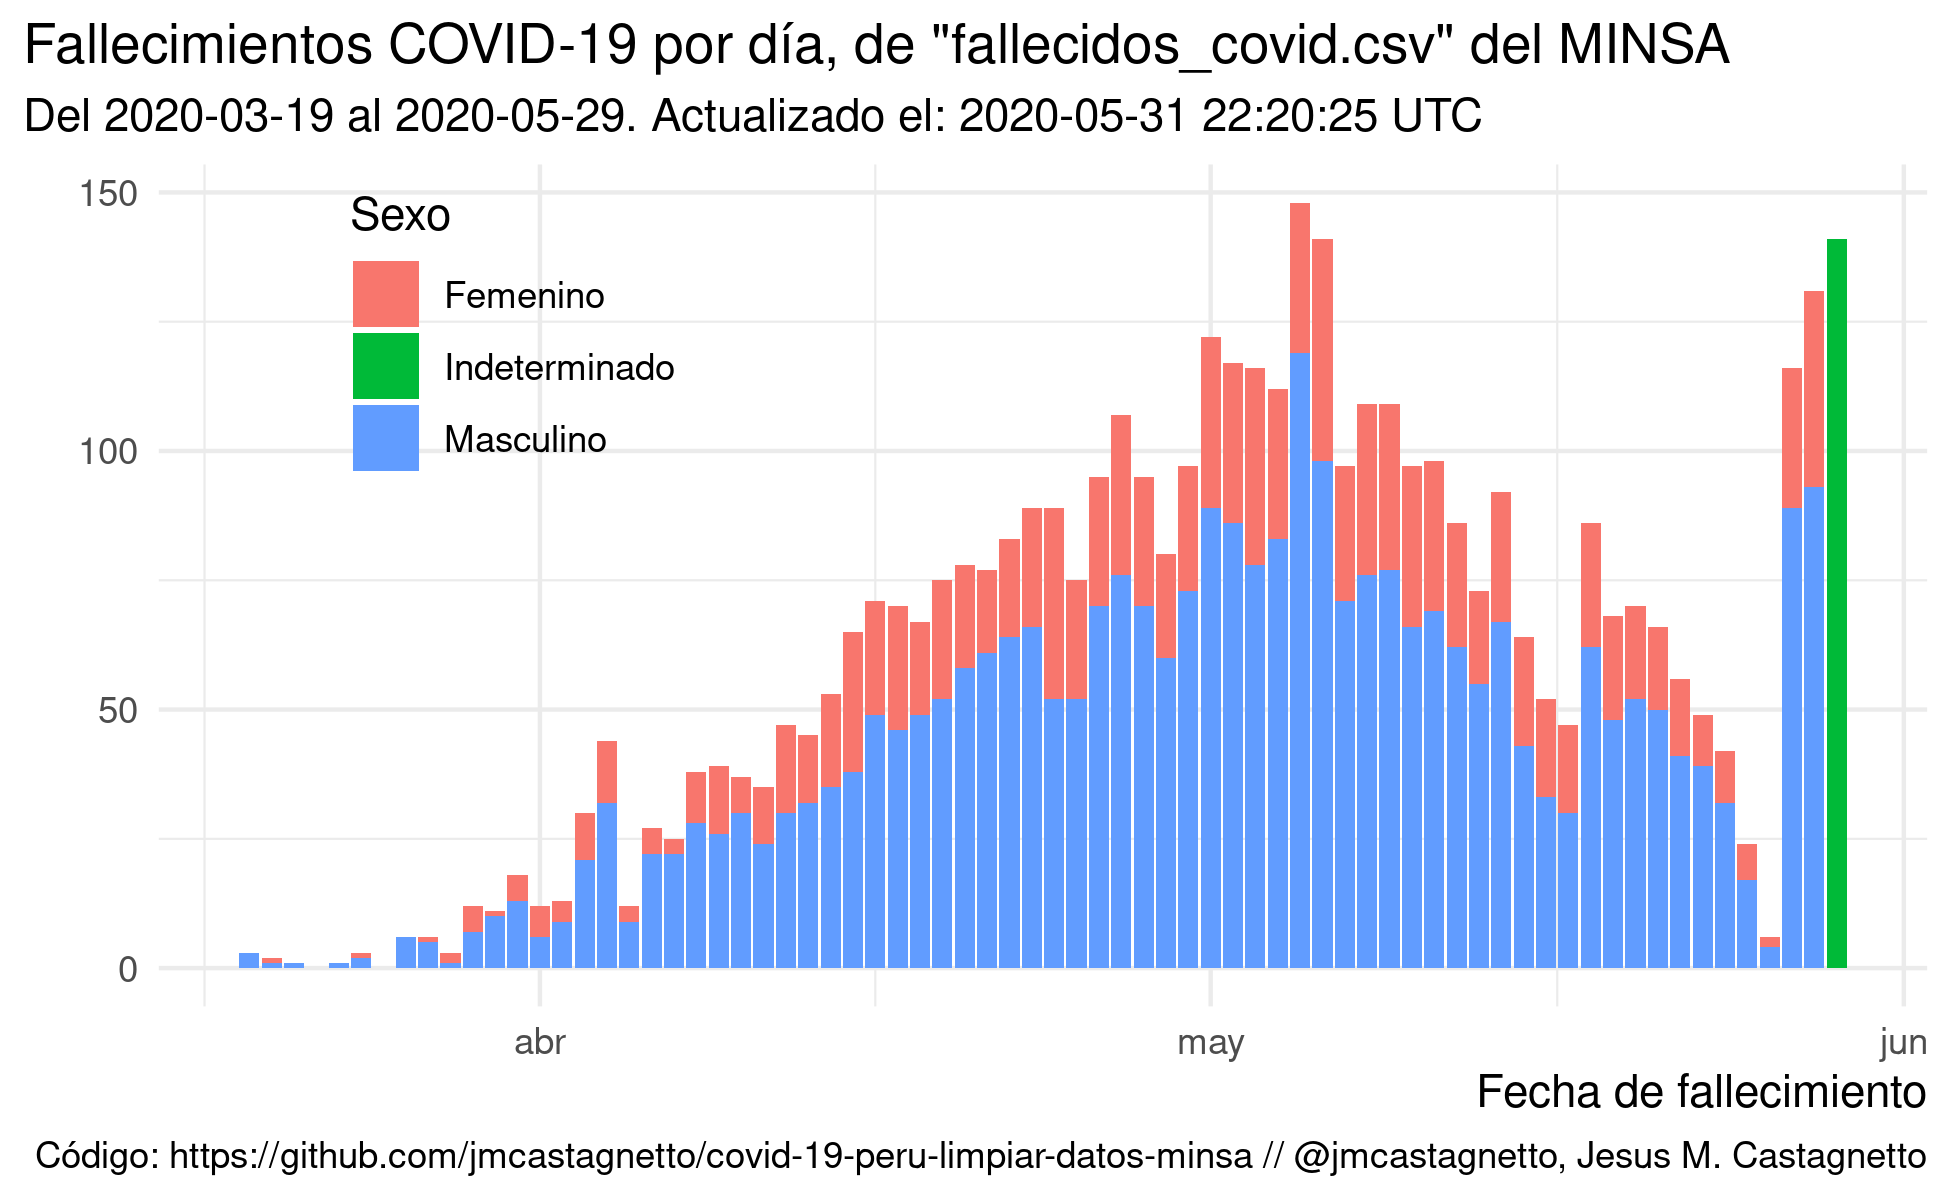 Fallecimientos COVID-19 por día, de "fallecidos_covid.csv" del MINSA
Del 2020-03-19 al 2020-05-29. Actualizado el: 2020-05-31 22:20:25 UTC
150
100
50
0
Sexo
Femenino
Indeterminado
Masculino
abr
may
jun
Fecha de fallecimiento
Código: https://github.com/jmcastagnetto/covid-19-peru-limpiar-datos-minsa // @jmcastagnetto, Jesus M. Castagnetto